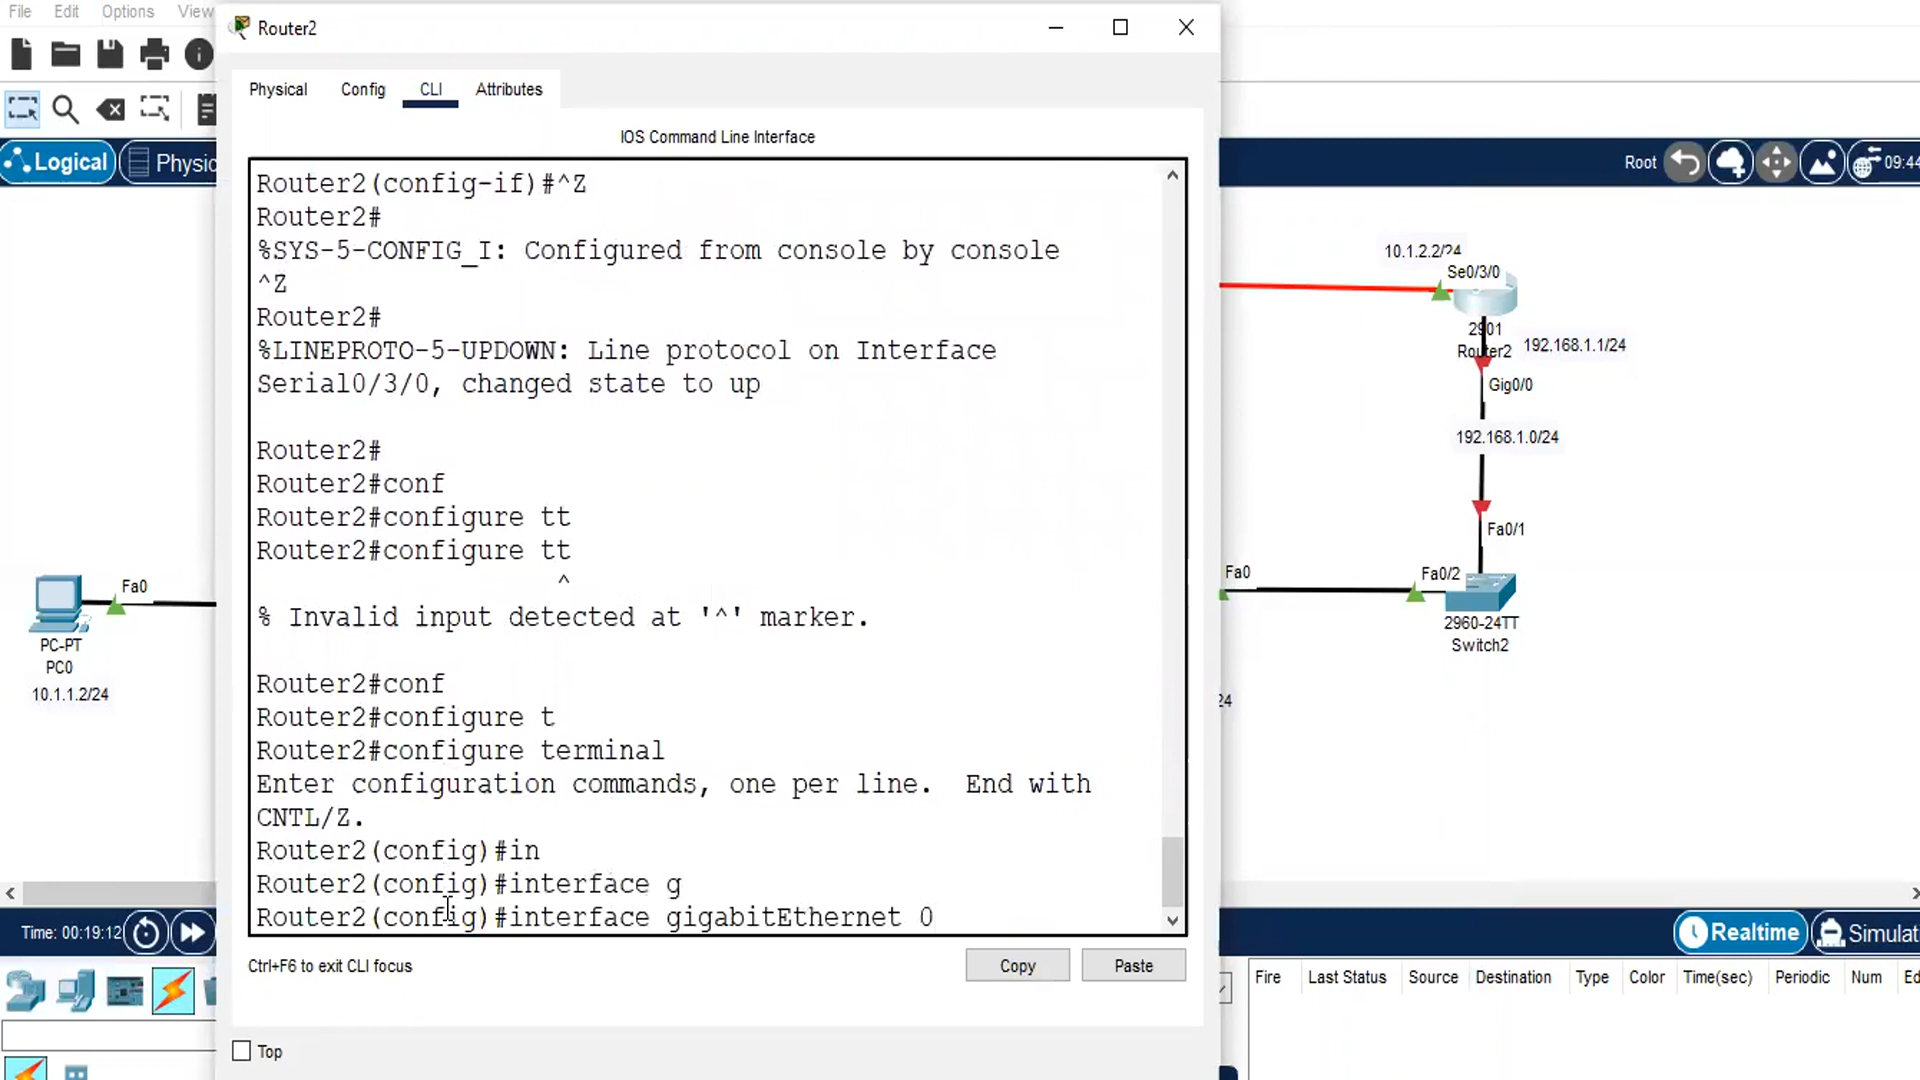 File Edit Options View
Router2
Physical Config CLI Attributes
IOS Command Line Interface
Router2(config-if)#^Z
Router2#
%SYS-5-CONFIG_I: Configured from console by console
^Z
Router2#
%LINEPROTO-5-UPDOWN: Line protocol on Interface
Serial0/3/0, changed state to up
Router2#
Router2#conf
Router2#configure tt
Router2#configure tt
^
% Invalid input detected at '^' marker.
Router2#conf
Router2#configure t
Router2#configure terminal
Enter configuration commands, one per line. End with
CNTL/Z.
Router2(config)#in
Router2(config)#interface g
Router2(config)#interface gigabitEthernet 0
Ctrl+F6 to exit CLI focus
Copy Paste
Top
Logical Physic
Root 09:44
10.1.2.2/24
Se0/3/0
2901
Router2
192.168.1.1/24
Gig0/0
192.168.1.0/24
Fa0/1
Fa0 Fa0/2
2960-24TT
Switch2
24
Fa0
PC-PT
PC0
10.1.1.2/24
Time: 00:19:12
Realtime Simulati
Fire Last Status Source Destination Type Color Time(sec) Periodic Num Ed